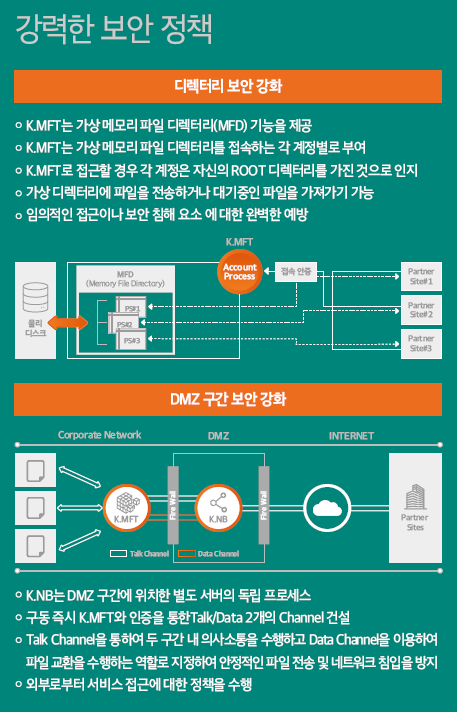 강력한 보안 정책
디렉터리 보안 강화
K.MFT는 가상 메모리 파일 디렉터리(MFD) 기능을 제공
K.MFT는 가상 메모리 파일 디렉터리를 접속하는 각 계정별로 부여
K.MFT로 접근할 경우 각 계정은 자신의 ROOT 디렉터리를 가진 것으로 인지
가상 디렉터리에 파일을 전송하거나 대기중인 파일을 가져가기 가능
임의적인 접근이나 보안 침해 요소 에 대한 완벽한 예방
K.MFT
MFD
(Memory File Directory)
Account
Process
접속 인증
Partner
Site#1
PS#1
Partner
Site#2
물리
디스크
PS#2
PS#3
Partner
Site#3
DMZ 구간 보안 강화
Corporate Network
DMZ
INTERNET
Fire Wall
Fire Wall
K.MFT
K.NB
Partner
Sites
Talk Channel
Data Channel
K.NB는 DMZ 구간에 위치한 별도 서버의 독립 프로세스
구동 즉시 K.MFT와 인증을 통한Talk/Data 2개의 Channel 건설
Talk Channel을 통하여 두 구간 내 의사소통을 수행하고 Data Channel을 이용하여
파일 교환을 수행하는 역할로 지정하여 안정적인 파일 전송 및 네트워크 침입을 방지
외부로부터 서비스 접근에 대한 정책을 수행